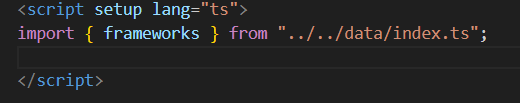 <script setup lang="ts">
import { frameworks } from "../../data/index.ts";
</script>